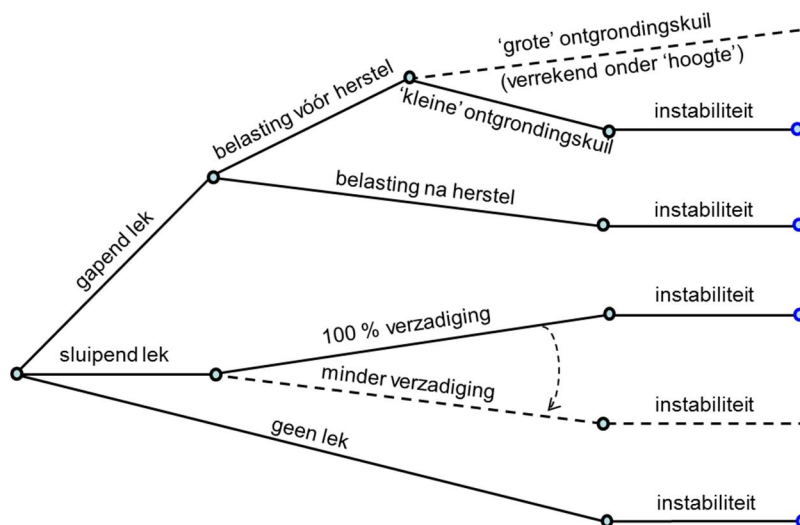 ‘grote’ ontgrondingskuil
(verrekend onder ‘hoogte’)
belasting vóór herstel
‘kleine’ ontgrondingskuil
instabiliteit
gapend lek
belasting na herstel
instabiliteit
100 % verzadiging
instabiliteit
sluipend lek
minder verzadiging
instabiliteit
geen lek
instabiliteit